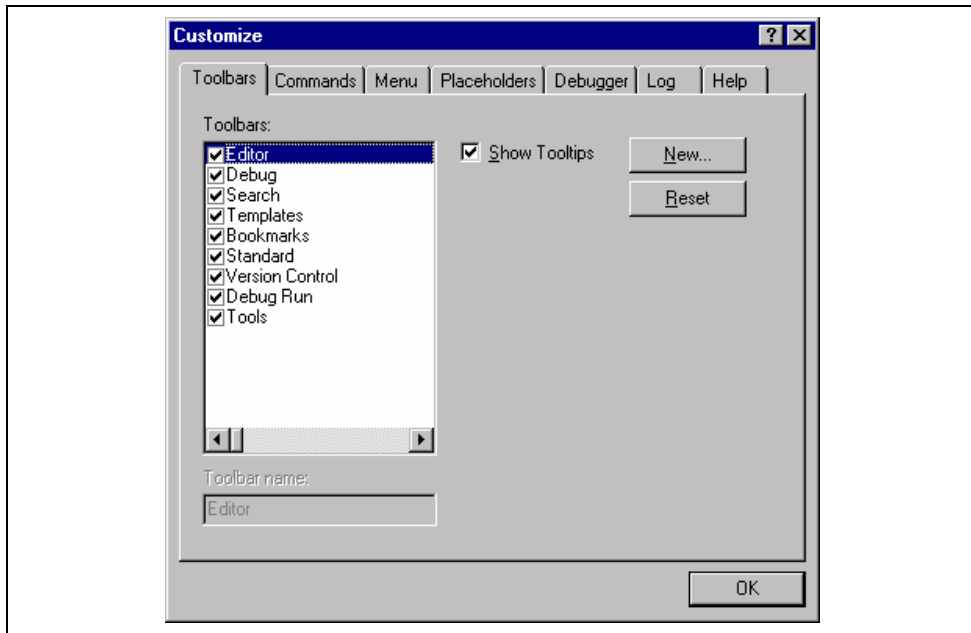 Customize
Toolbars Commands Menu Placeholders Debugger Log Help
Toolbars:
Editor
Debug
Search
Templates
Bookmarks
Standard
Version Control
Debug Run
Tools
Show Tooltips
New...
Reset
Toolbar name:
Editor
OK